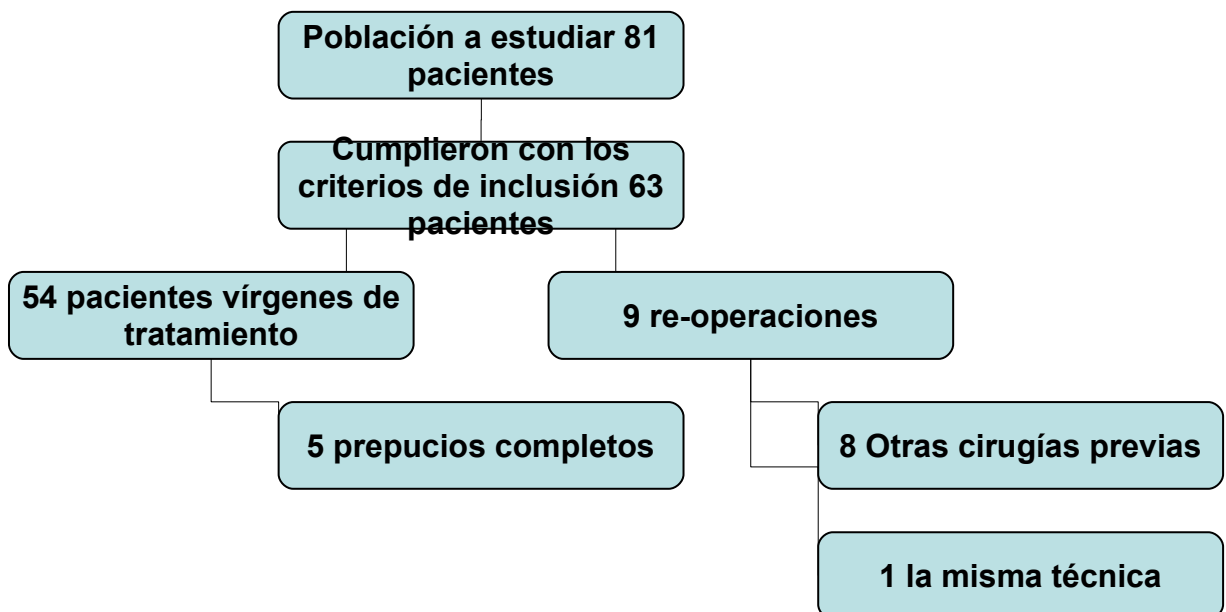 Población a estudiar 81
pacientes
Cumplieron con los
criterios de inclusión 63
pacientes
54 pacientes vírgenes de
tratamiento
9 re-operaciones
5 prepucios completos
8 Otras cirugías previas
1 la misma técnica